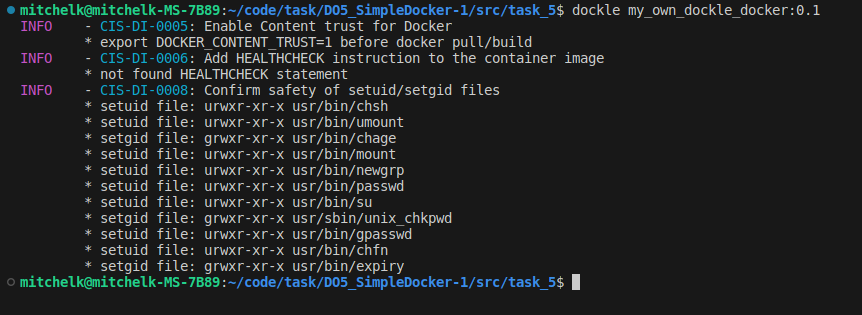 mitchelk@mitchelk-MS-7B89:~/code/task/DO5_SimpleDocker-1/src/task_5$ dockle my_own_dockle_docker:0.1
INFO    - CIS-DI-0005: Enable Content trust for Docker
        * export DOCKER_CONTENT_TRUST=1 before docker pull/build
INFO    - CIS-DI-0006: Add HEALTHCHECK instruction to the container image
        * not found HEALTHCHECK statement
INFO    - CIS-DI-0008: Confirm safety of setuid/setgid files
        * setuid file: urwxr-xr-x usr/bin/chsh
        * setuid file: urwxr-xr-x usr/bin/umount
        * setgid file: grwxr-xr-x usr/bin/chage
        * setuid file: urwxr-xr-x usr/bin/mount
        * setuid file: urwxr-xr-x usr/bin/newgrp
        * setuid file: urwxr-xr-x usr/bin/passwd
        * setuid file: urwxr-xr-x usr/bin/su
        * setgid file: grwxr-xr-x usr/sbin/unix_chkpwd
        * setuid file: urwxr-xr-x usr/bin/gpasswd
        * setuid file: urwxr-xr-x usr/bin/chfn
        * setgid file: grwxr-xr-x usr/bin/expiry
mitchelk@mitchelk-MS-7B89:~/code/task/DO5_SimpleDocker-1/src/task_5$